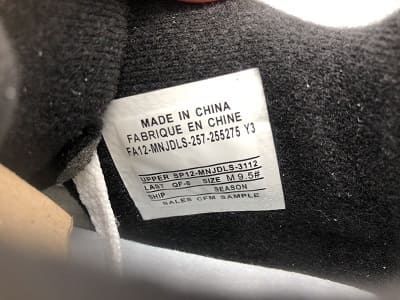 MADE IN CHINA
FABRIQUE EN CHINE
FA12-MNJDLS-257-255275 Y3
UPPER SP12-MNJDLS-3112
LAST QF-6 SIZE M 9.5#
SHIP SEASON
SALES CFM SAMPLE